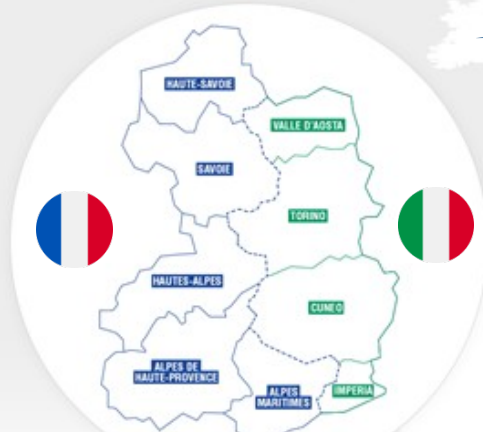 HAUTE-SAVOIE
VALLE D'AOSTA
SAVOIE
TORINO
HAUTES-ALPES
CUNEO
ALPES DE
HAUTE-PROVENCE
ALPES
MARITIMES
IMPERIA